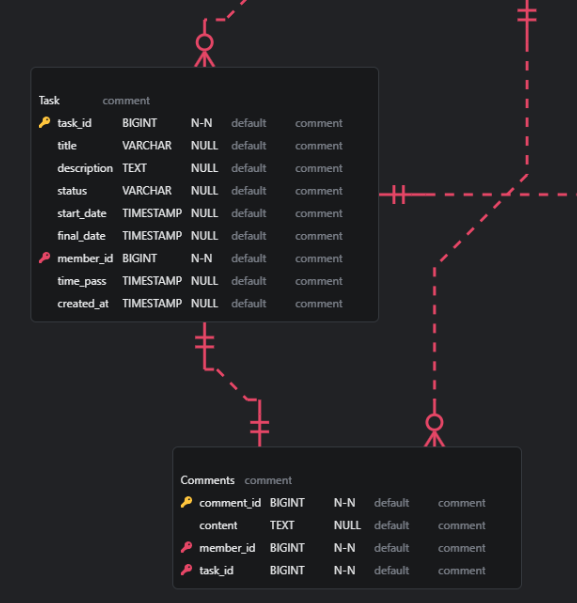 Task comment
task_id BIGINT N-N default comment
title VARCHAR NULL default comment
description TEXT NULL default comment
status VARCHAR NULL default comment
start_date TIMESTAMP NULL default comment
final_date TIMESTAMP NULL default comment
member_id BIGINT N-N default comment
time_pass TIMESTAMP NULL default comment
created_at TIMESTAMP NULL default comment
Comments comment
comment_id BIGINT N-N default comment
content TEXT NULL default comment
member_id BIGINT N-N default comment
task_id BIGINT N-N default comment